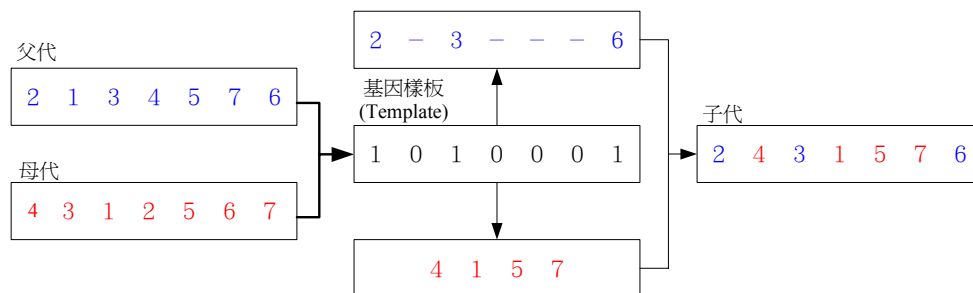 父代
2 1 3 4 5 7 6
母代
4 3 1 2 5 6 7
2 – 3 – – – 6
基因樣板
(Template)
1 0 1 0 0 0 1
4 1 5 7
子代
2 4 3 1 5 7 6